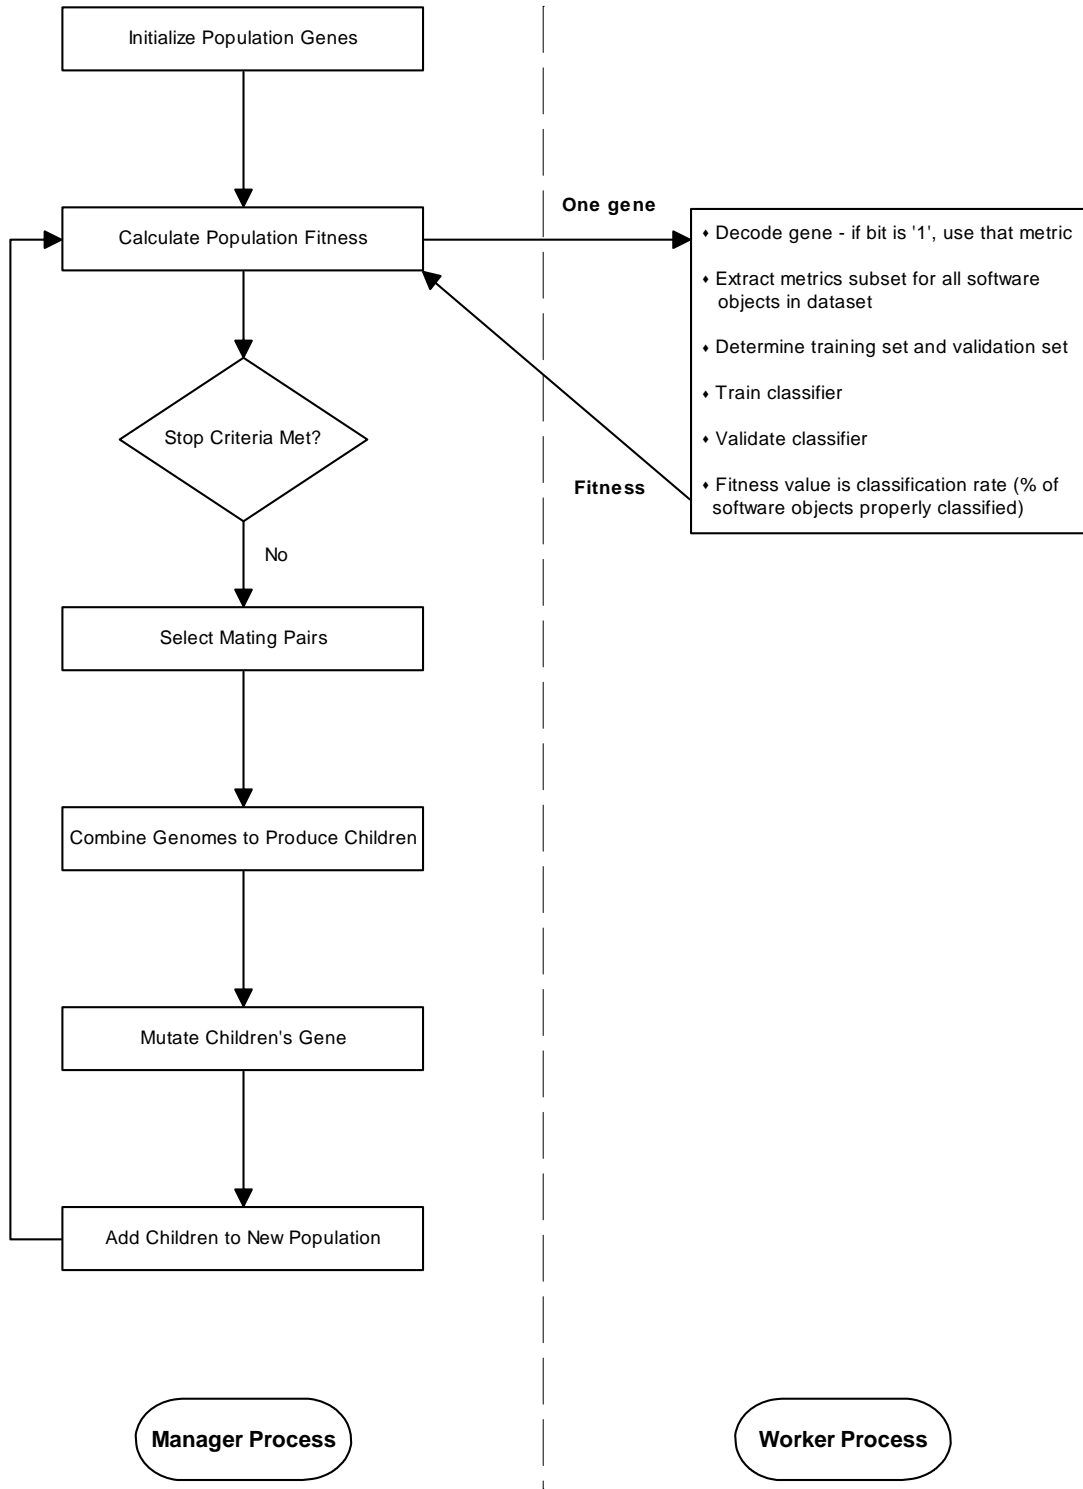 Initialize Population Genes
Calculate Population Fitness
One gene
♦ Decode gene - if bit is '1', use that metric
♦ Extract metrics subset for all software
objects in dataset
♦ Determine training set and validation set
♦ Train classifier
♦ Validate classifier
♦ Fitness value is classification rate (% of
software objects properly classified)
Fitness
Stop Criteria Met?
No
Select Mating Pairs
Combine Genomes to Produce Children
Mutate Children's Gene
Add Children to New Population
Manager Process
Worker Process